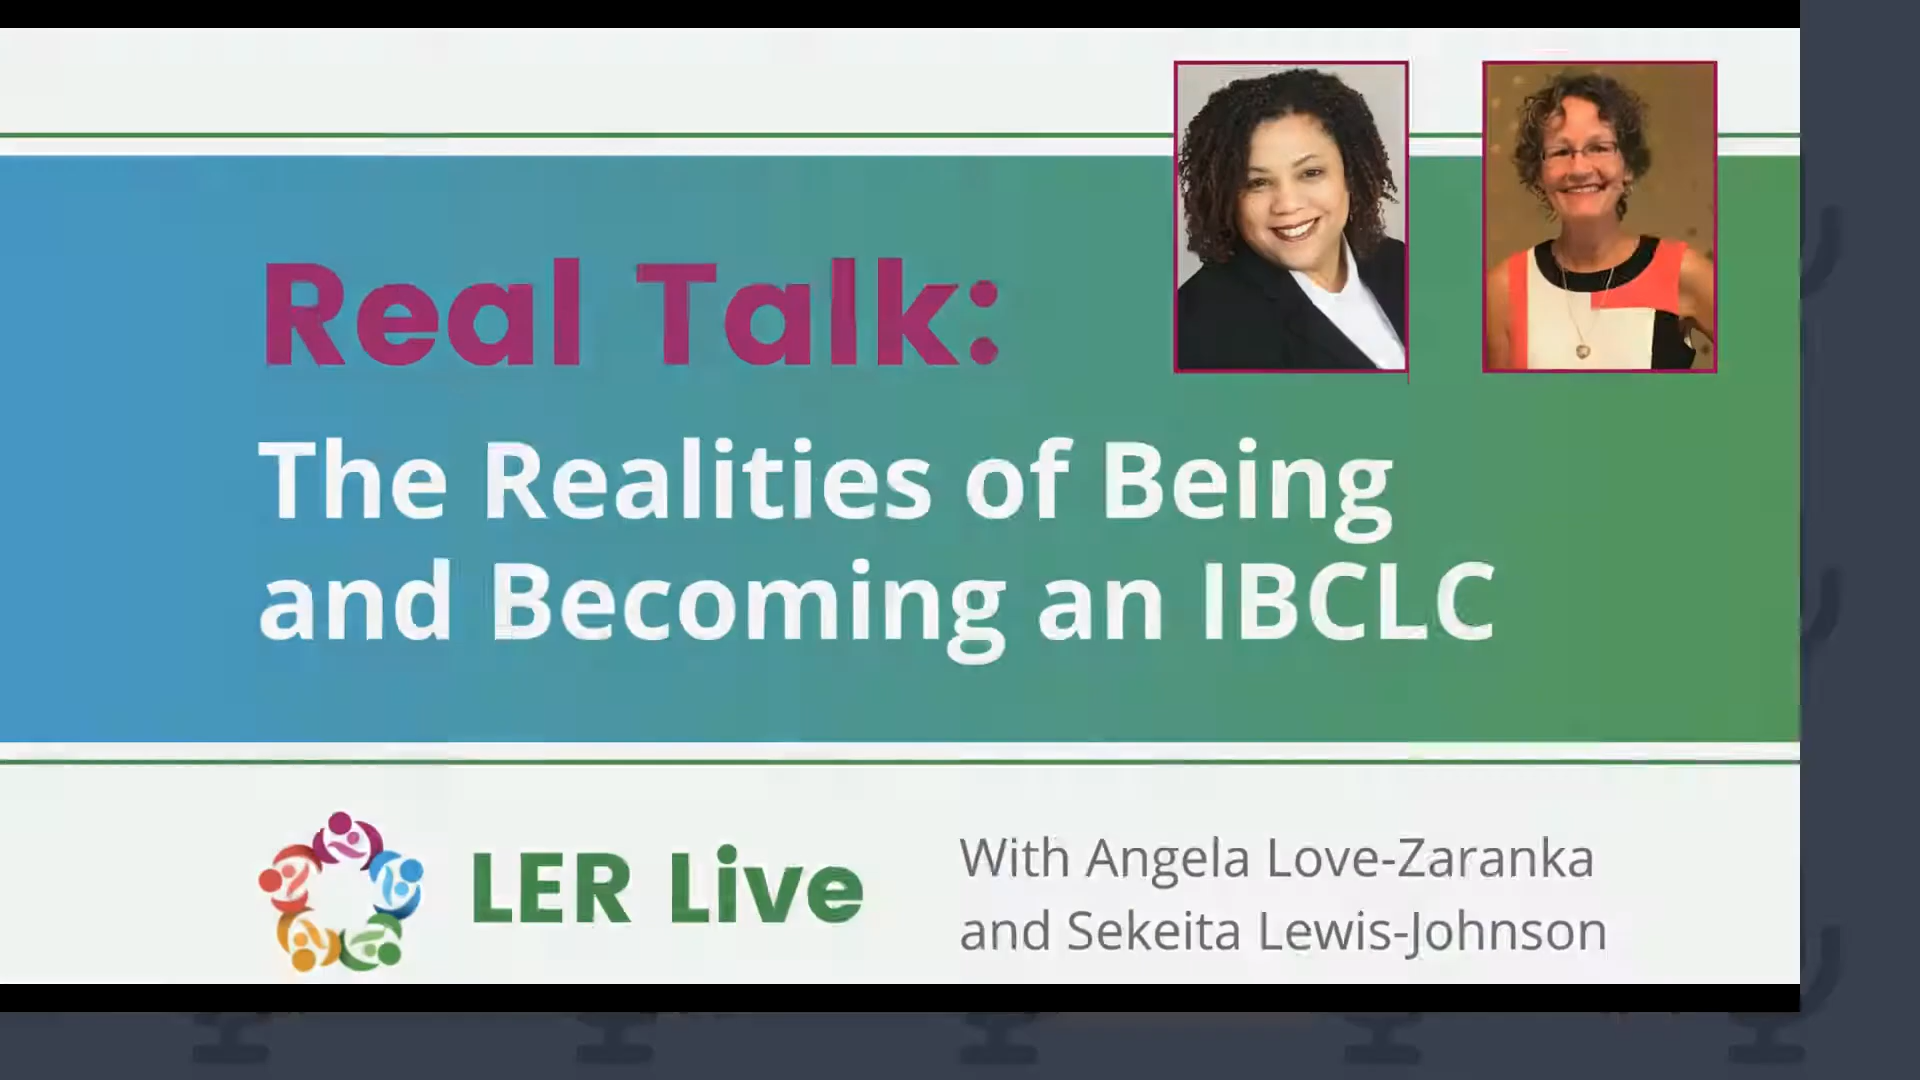 Real Talk:
The Realities of Being
and Becoming an IBCLC
LER Live
With Angela Love-Zaranka
and Sekeita Lewis-Johnson